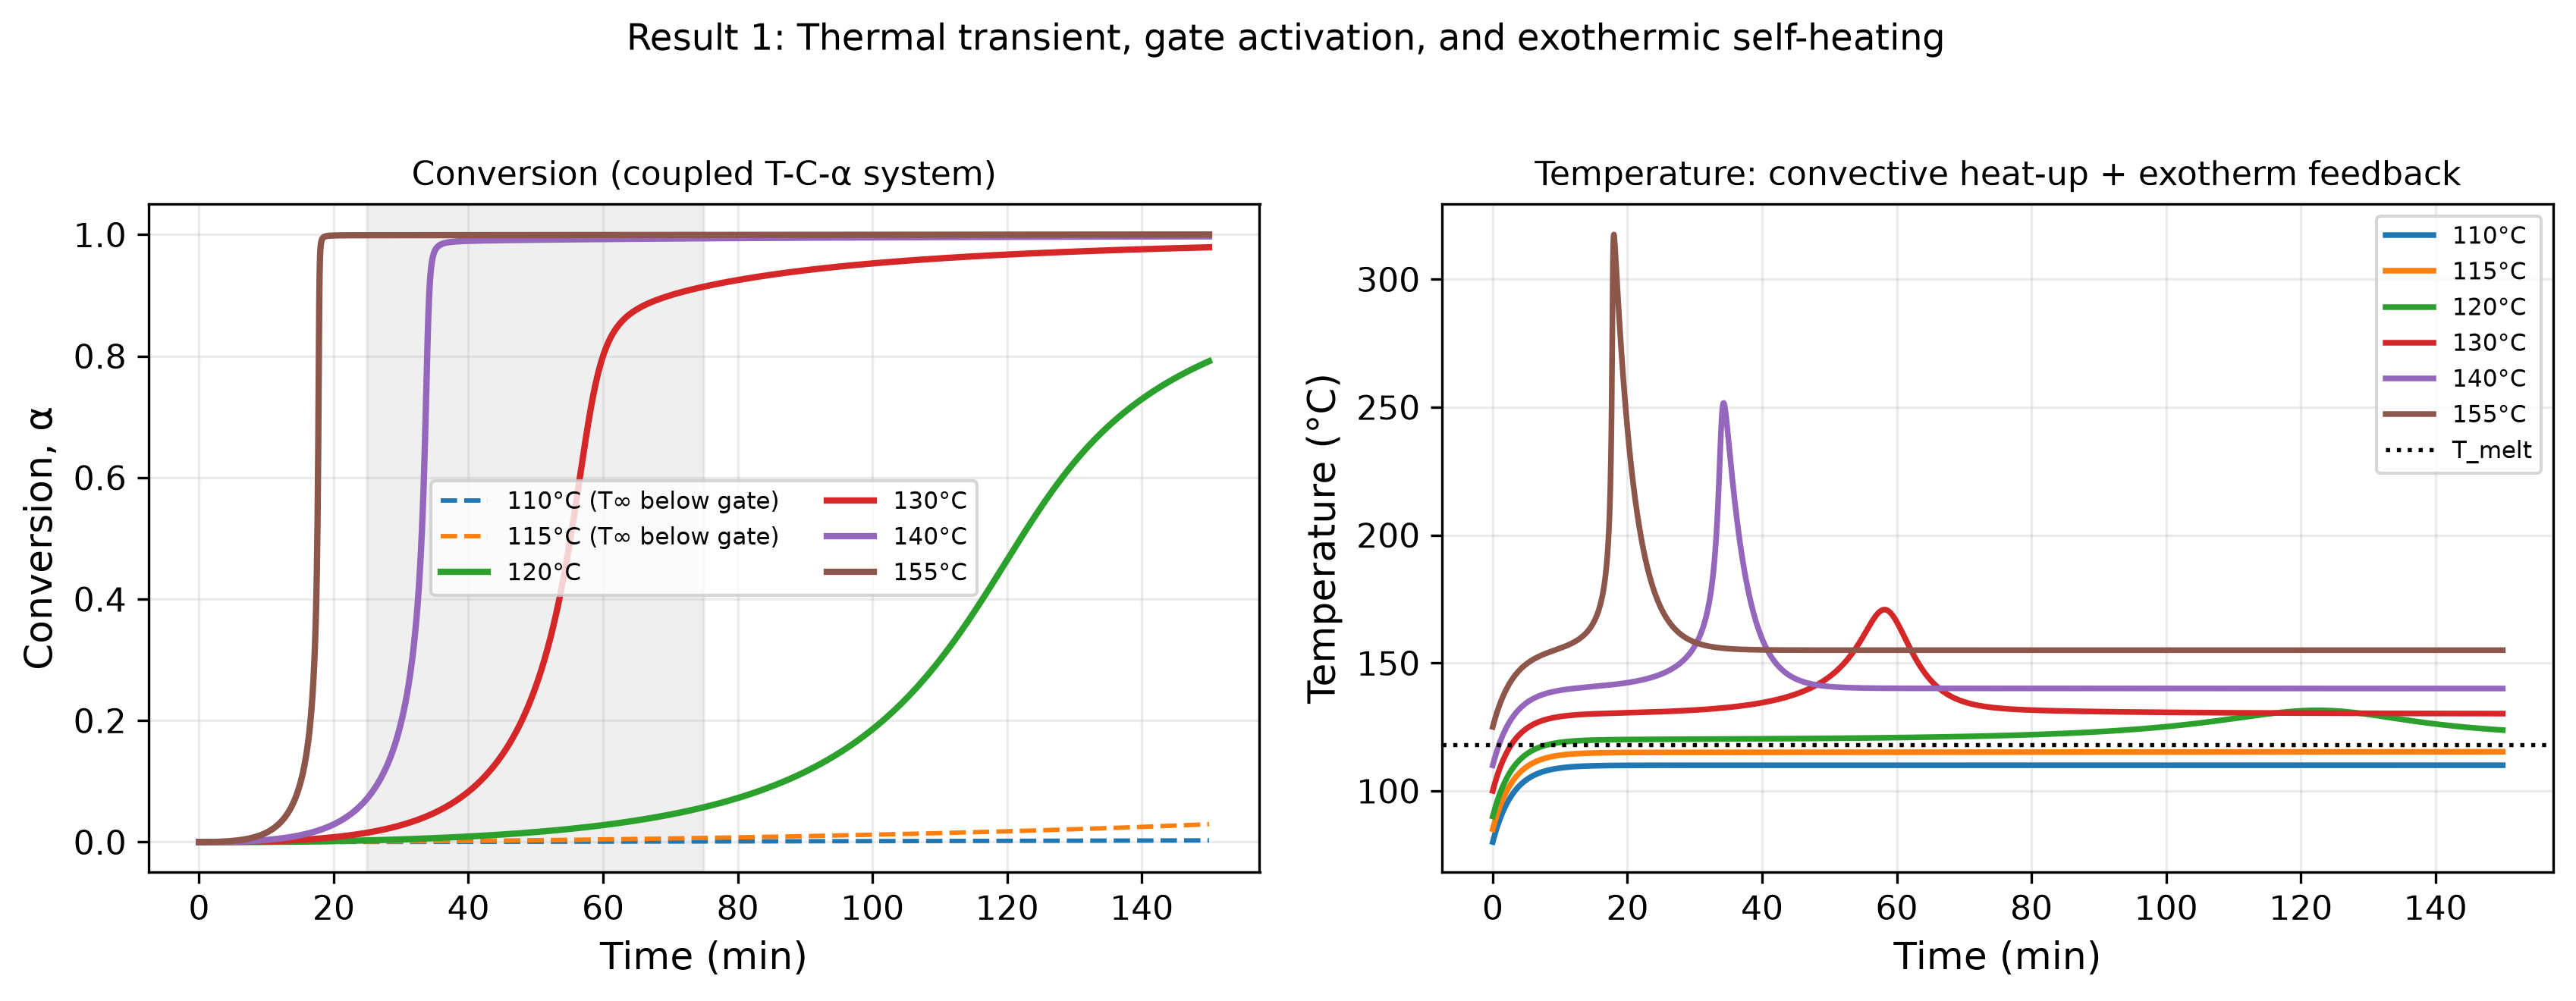 Result 1: Thermal transient, gate activation, and exothermic self-heating
Conversion (coupled T-C-α system)
Conversion, α
1.0
0.8
0.6
0.4
0.2
0.0
110°C (T∞ below gate)
115°C (T∞ below gate)
120°C
130°C
140°C
155°C
0 20 40 60 80 100 120 140
Time (min)
Temperature: convective heat-up + exotherm feedback
Temperature (°C)
300
250
200
150
100
110°C
115°C
120°C
130°C
140°C
155°C
T_melt
0 20 40 60 80 100 120 140
Time (min)